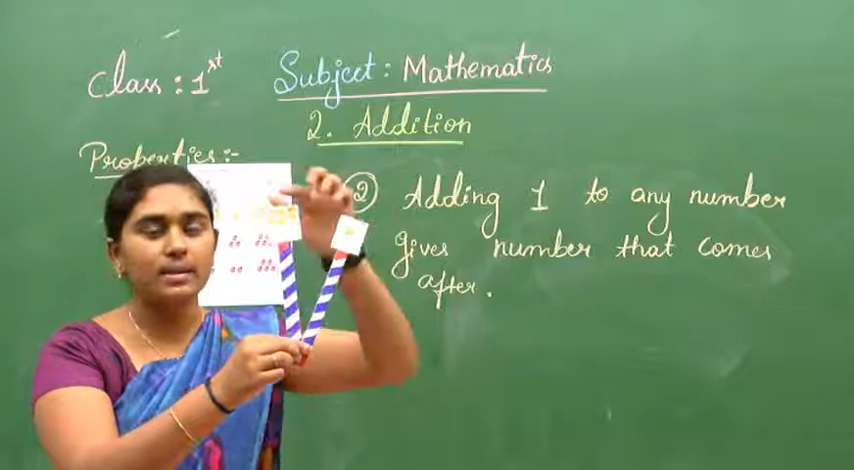 Class : 1st Subject : Mathematics
2. Addition
Properties :-
② Adding 1 to any number
gives number that comes
after.